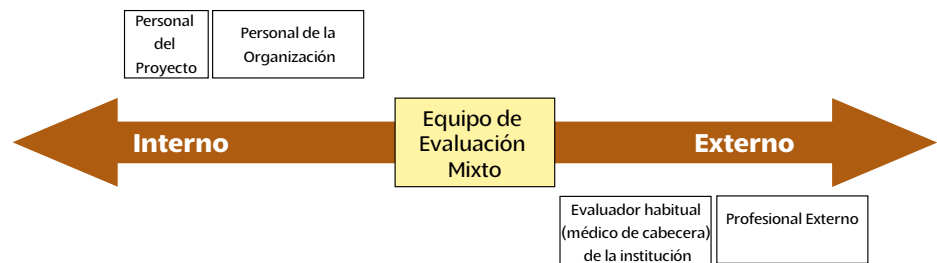 Personal
del
Proyecto
Personal de la
Organización
Interno
Equipo de
Evaluación
Mixto
Externo
Evaluador habitual
(médico de cabecera)
de la institución
Profesional Externo